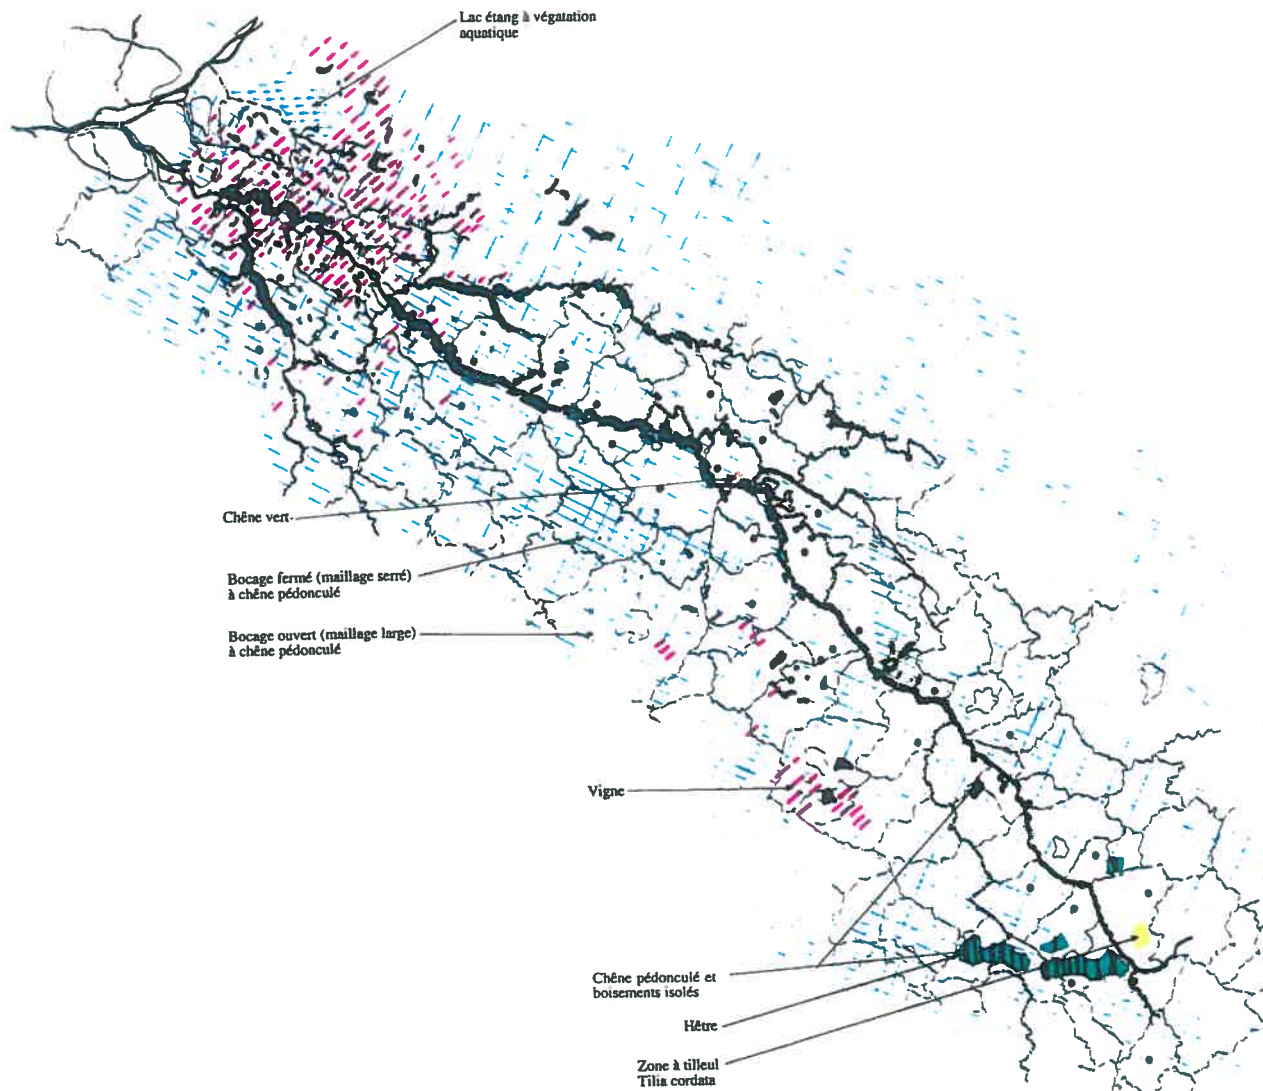 Lac étang à végatation
aquatique
Chêne vert
Bocage fermé (maillage serré)
à chêne pédonculé
Bocage ouvert (maillage large)
à chêne pédonculé
Vigne
Chêne pédonculé et
boisements isolés
Hêtre
Zone à tilleul
Tilia cordata